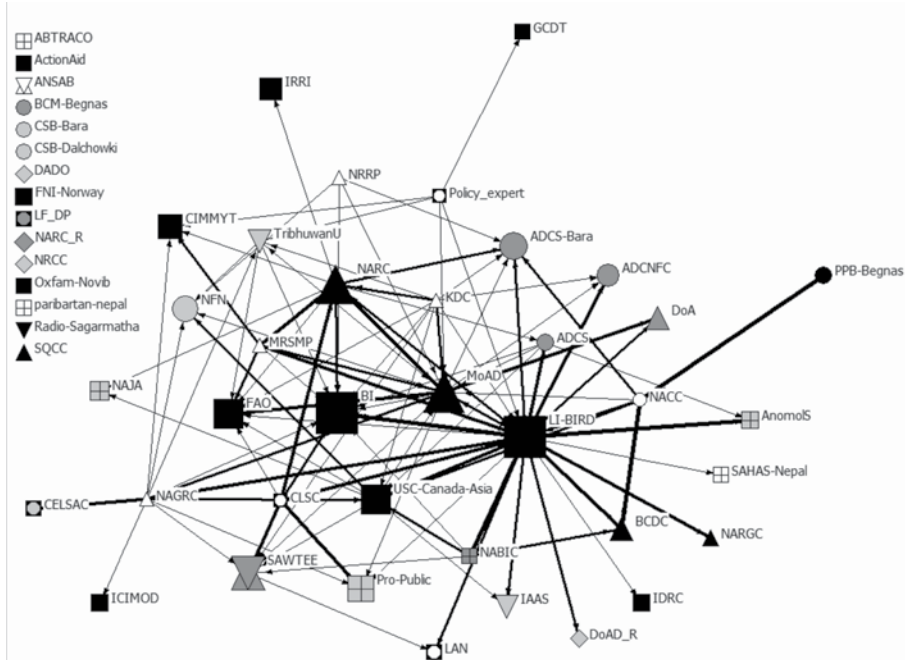 ABTRACO
ActionAid
ANSAB
BCM-Begnas
CSB-Bara
CSB-Dalchowki
DADO
FNI-Norway
LF_DP
NARC_R
NRCC
Oxfam-Novib
paribartan-nepal
Radio-Sagarmatha
SQCC
GCDT
IRRI
NRRP
Policy_expert
CIMMYT
TribhuwanU
ADCS-Bara
NARC
ADCNFC
PPB-Begnas
NFN
KDC
DoA
MRSMP
ADCS
MoAD
NAJA
FAO
BI
NACC
LI-BIRD
AnomolS
SAHAS-Nepal
CELSAC
NAGRC
CLSC
USC-Canada-Asia
BCDC
NARGC
SAWTEE
NABIC
Pro-Public
ICIMOD
IAAS
IDRC
DoAD_R
LAN